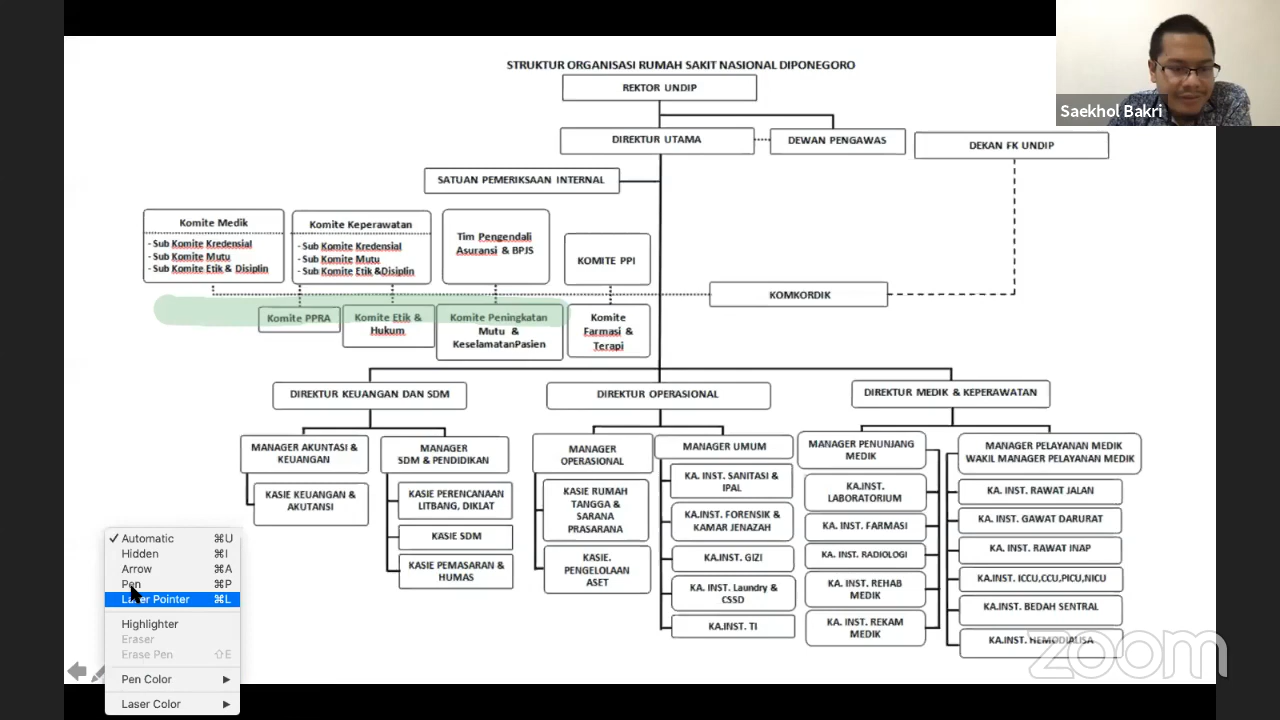 STRUKTUR ORGANISASI RUMAH SAKIT NASIONAL DIPONEGORO
REKTOR UNDIP
Saekhol Bakri
DIREKTUR UTAMA
DEWAN PENGAWAS
DEKAN FK UNDIP
SATUAN PEMERIKSAAN INTERNAL
Komite Medik
- Sub Komite Kredensial
- Sub Komite Mutu
- Sub Komite Etik & Disiplin
Komite Keperawatan
- Sub Komite Kredensial
- Sub Komite Mutu
- Sub Komite Etik &Disiplin
Tim Pengendali
Asuransi & BPJS
KOMITE PPI
KOMKORDIK
Komite PPRA
Komite Etik &
Hukum
Komite Peningkatan
Mutu &
KeselamatanPasien
Komite
Farmasi &
Terapi
DIREKTUR KEUANGAN DAN SDM
DIREKTUR OPERASIONAL
DIREKTUR MEDIK & KEPERAWATAN
MANAGER AKUNTASI &
KEUANGAN
KASIE KEUANGAN &
AKUTANSI
MANAGER
SDM & PENDIDIKAN
KASIE PERENCANAAN
LITBANG, DIKLAT
KASIE SDM
KASIE PEMASARAN &
HUMAS
MANAGER
OPERASIONAL
KASIE RUMAH
TANGGA &
SARANA
PRASARANA
KASIE.
PENGELOLAAN
ASET
MANAGER UMUM
KA. INST. SANITASI &
IPAL
KA.INST. FORENSIK &
KAMAR JENAZAH
KA.INST. GIZI
KA. INST. Laundry &
CSSD
KA.INST. TI
MANAGER PENUNJANG
MEDIK
KA.INST.
LABORATORIUM
KA. INST. FARMASI
KA. INST. RADIOLOGI
KA. INST. REHAB
MEDIK
KA. INST. REKAM
MEDIK
MANAGER PELAYANAN MEDIK
WAKIL MANAGER PELAYANAN MEDIK
KA. INST. RAWAT JALAN
KA. INST. GAWAT DARURAT
KA. INST. RAWAT INAP
KA.INST. ICCU,CCU,PICU,NICU
KA.INST. BEDAH SENTRAL
KA.INST. HEMODIALISA
✓ Automatic ⌘U
Hidden ⌘I
Arrow ⌘A
Pen ⌘P
Laser Pointer ⌘L
Highlighter
Eraser
Erase Pen ⇧E
Pen Color
Laser Color
zoom